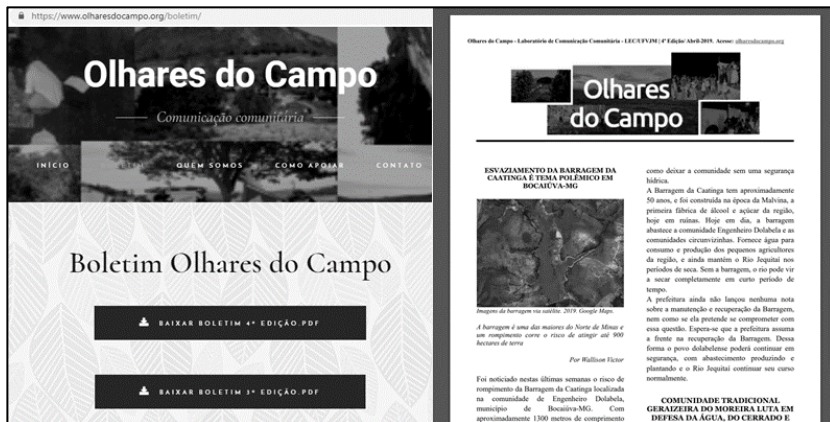 https://www.olharesdocampo.org/boletim/
Olhares do Campo
Comunicação comunitária
INÍCIO
BOLETIM
QUEM SOMOS
COMO APOIAR
CONTATO
Boletim Olhares do Campo
BAIXAR BOLETIM 4ª EDIÇÃO.PDF
BAIXAR BOLETIM 3ª EDIÇÃO.PDF
Olhares do Campo - Laboratório de Comunicação Comunitária - LEC/UFVJM | 4ª Edição/ Abril-2019. Acesse: olharesdocampo.org
Olhares
do Campo
ESVAZIAMENTO DA BARRAGEM DA
CAATINGA É TEMA POLÊMICO EM
BOCAIÚVA-MG
Imagens da barragem via satélite. 2019. Google Maps.
A barragem é uma das maiores do Norte de Minas e
um rompimento corre o risco de atingir até 900
hectares de terra
Por Wallison Victor
Foi noticiado nestas últimas semanas o risco de
rompimento da Barragem da Caatinga localizada
na comunidade de Engenheiro Dolabela,
município de Bocaiúva-MG. Com
aproximadamente 1300 metros de comprimento
como deixar a comunidade sem uma segurança
hídrica.
A Barragem da Caatinga tem aproximadamente
50 anos, e foi construída na época da Malvina, a
primeira fábrica de álcool e açúcar da região,
hoje em ruínas. Hoje em dia, a barragem
abastece a comunidade Engenheiro Dolabela e as
comunidades circunvizinhas. Fornece água para
consumo e produção dos pequenos agricultores
da região, e ainda mantém o Rio Jequitaí nos
períodos de seca. Sem a barragem, o rio pode vir
a secar completamente em curto período de
tempo.
A prefeitura ainda não lançou nenhuma nota
sobre a manutenção e recuperação da Barragem,
nem como se ela pretende se comprometer com
essa questão. Espera-se que a prefeitura assuma
a frente na recuperação da Barragem. Dessa
forma o povo dolabelense poderá continuar em
segurança, com abastecimento produzindo e
plantando e o Rio Jequitaí continuar seu curso
normalmente.
COMUNIDADE TRADICIONAL
GERAIZEIRA DO MOREIRA LUTA EM
DEFESA DA ÁGUA, DO CERRADO E